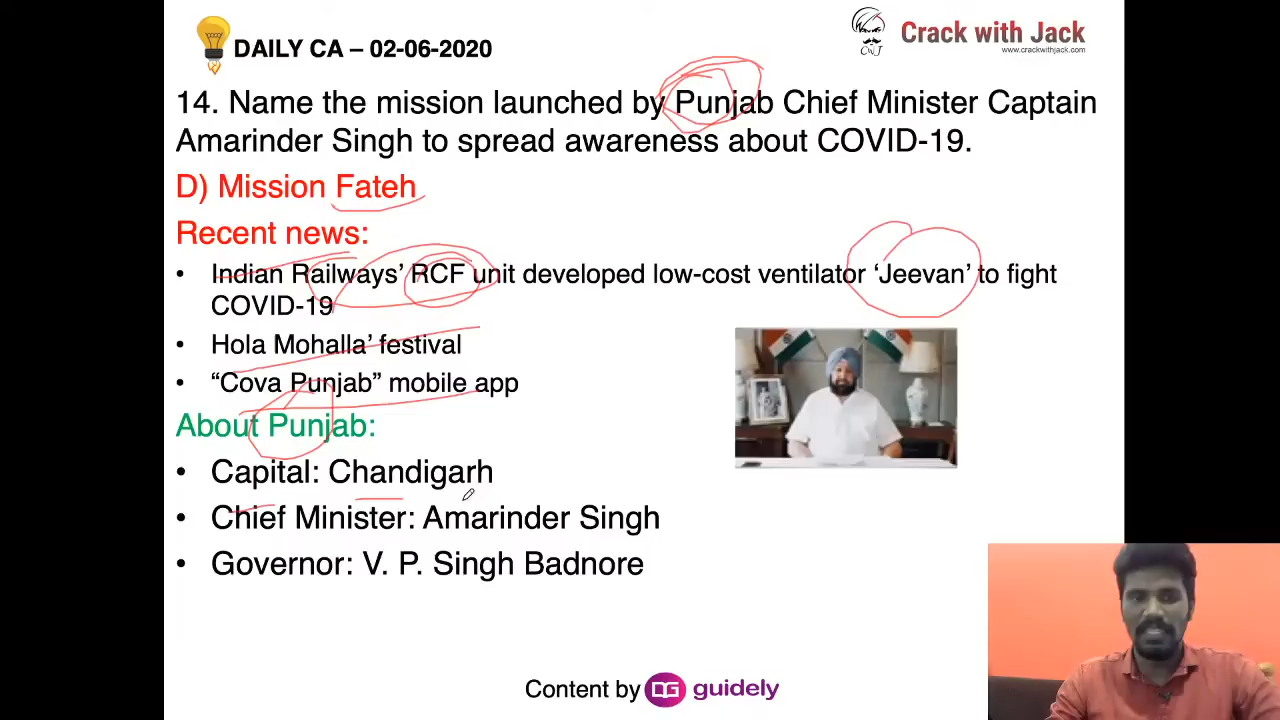 DAILY CA – 02-06-2020
Crack with Jack
CWJ
www.crackwithjack.com
14. Name the mission launched by Punjab Chief Minister Captain
Amarinder Singh to spread awareness about COVID-19.
D) Mission Fateh
Recent news:
• Indian Railways’ RCF unit developed low-cost ventilator ‘Jeevan’ to fight
COVID-19
• Hola Mohalla’ festival
• “Cova Punjab” mobile app
About Punjab:
• Capital: Chandigarh
• Chief Minister: Amarinder Singh
• Governor: V. P. Singh Badnore
Content by guidely